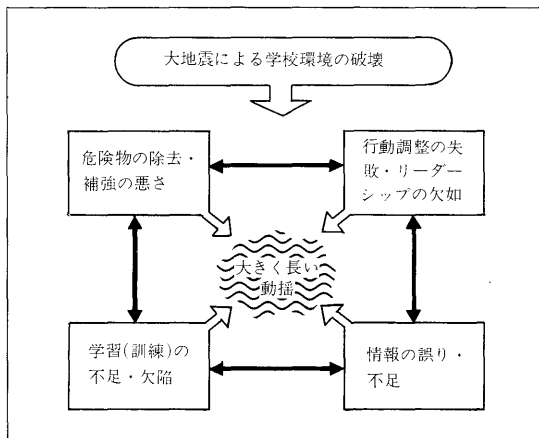 大地震による学校環境の破壊
危険物の除去・
補強の悪さ
行動調整の失
敗・リーダー
シップの欠如
大きく長い
動揺
学習(訓練)の
不足・欠陥
情報の誤り・
不足